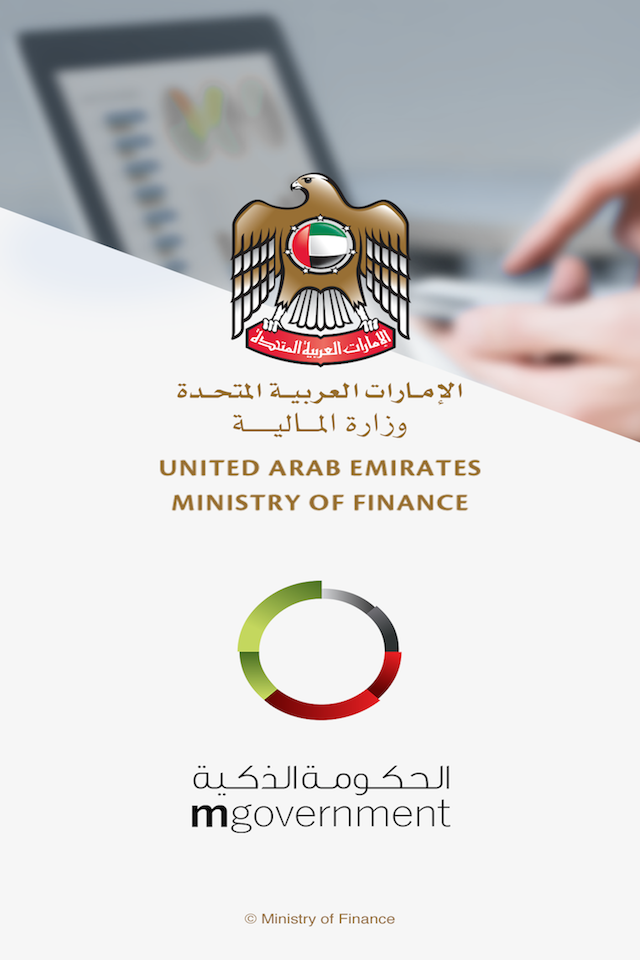 الإمارات العربية المتحدة
الإمارات العربية المتحدة
وزارة المالية
UNITED ARAB EMIRATES
MINISTRY OF FINANCE
الحكومة الذكية
mgovernment
© Ministry of Finance